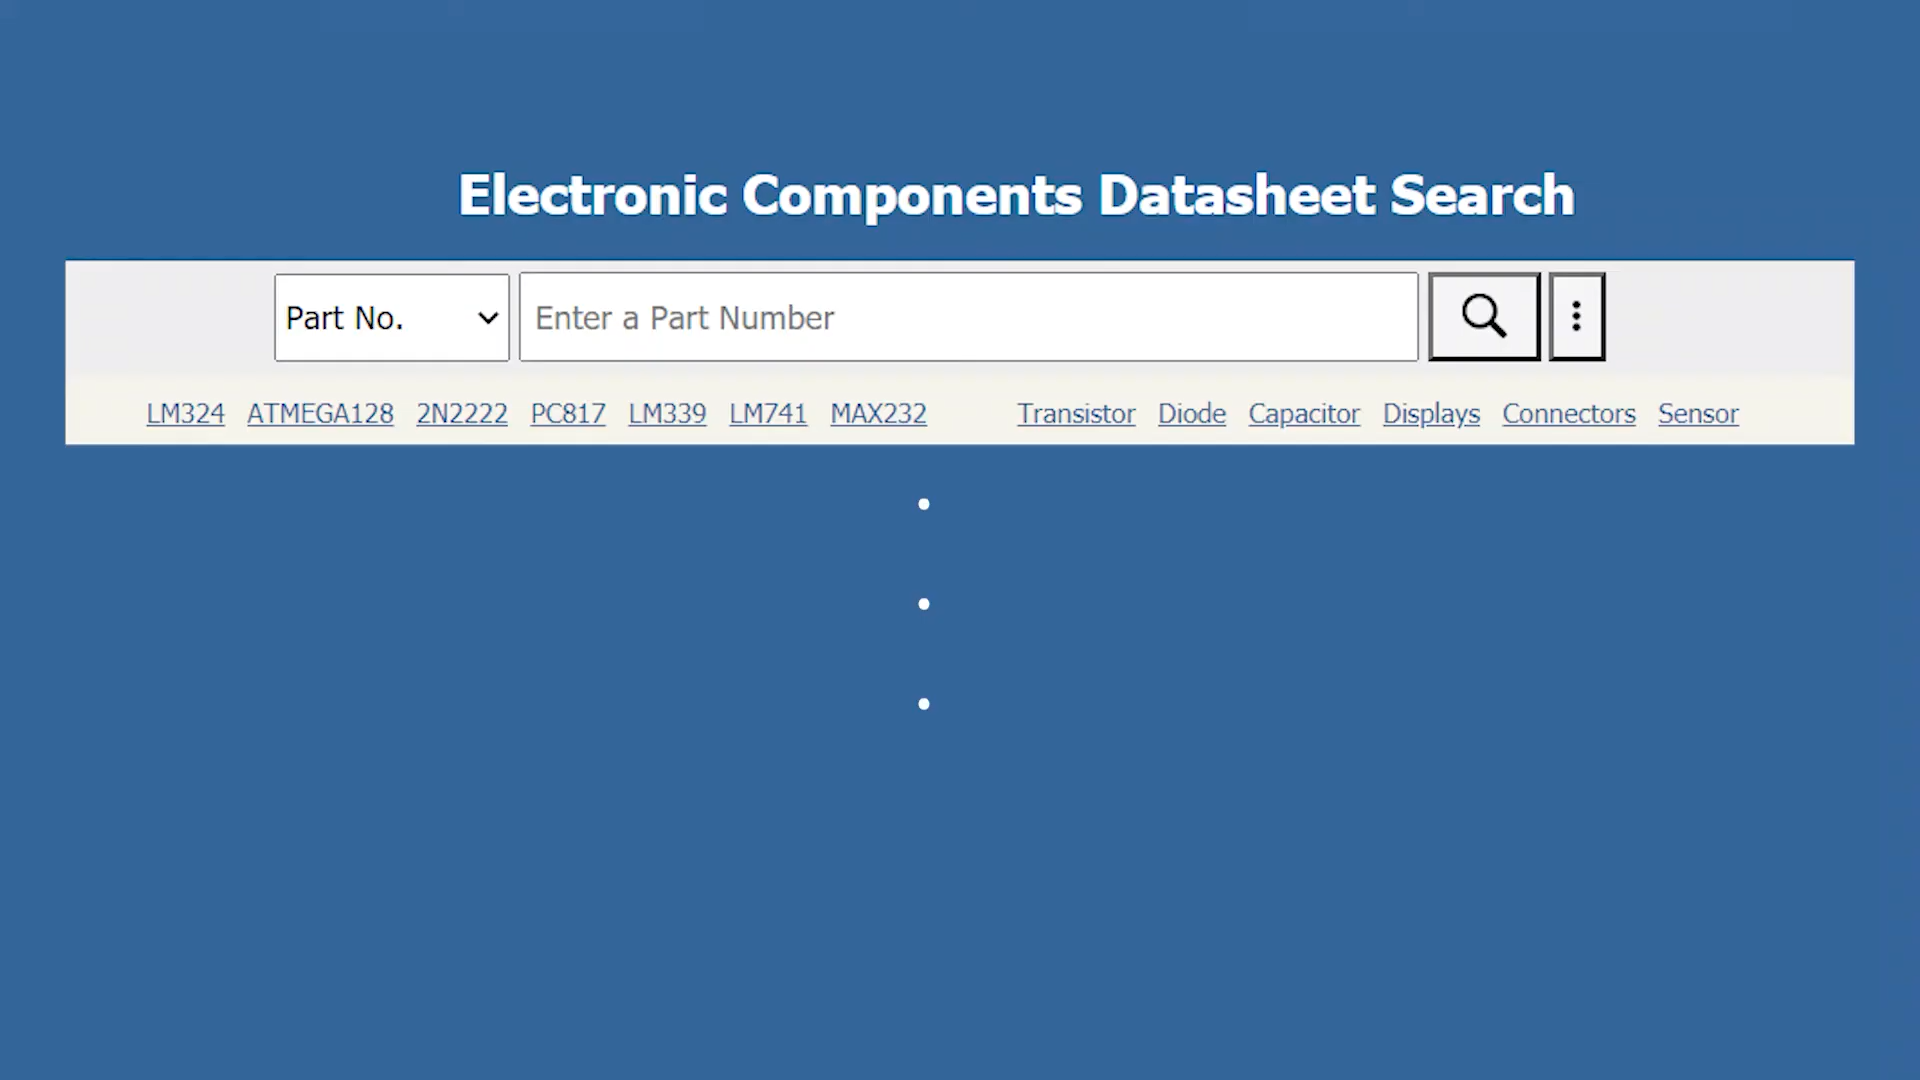 Electronic Components Datasheet Search
Part No. Enter a Part Number
LM324 ATMEGA128 2N2222 PC817 LM339 LM741 MAX232 Transistor Diode Capacitor Displays Connectors Sensor